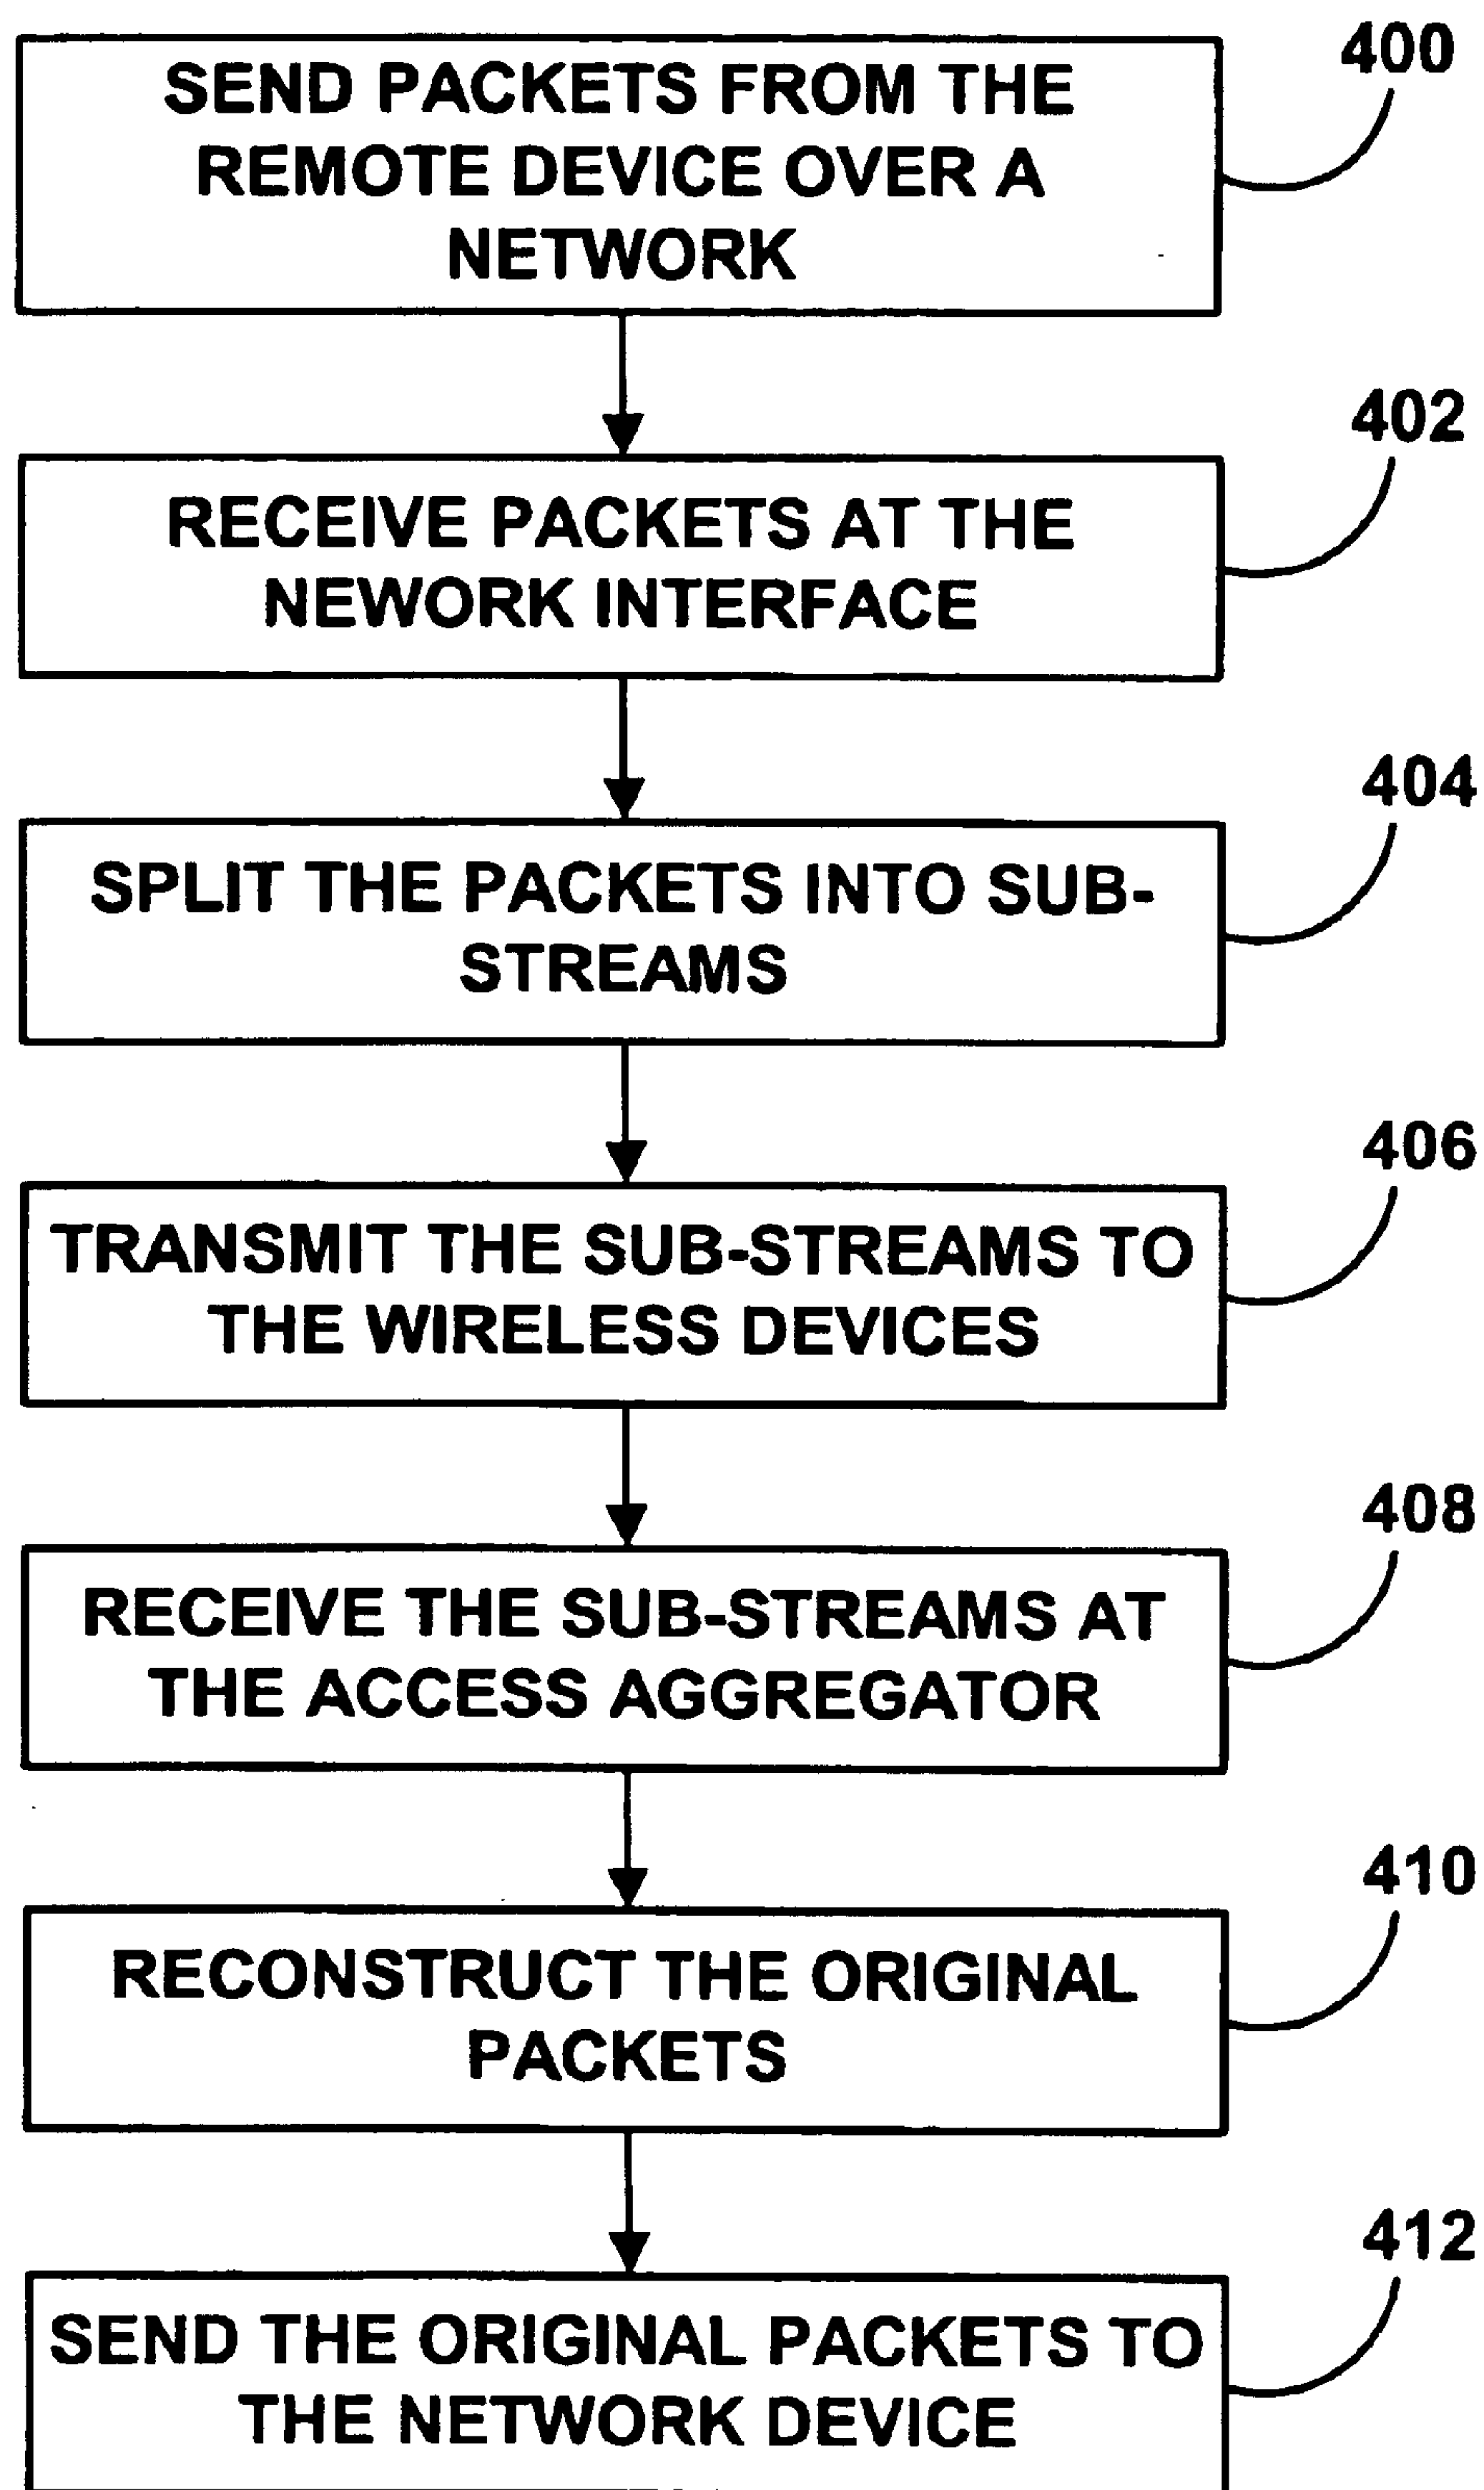 SEND PACKETS FROM THE
REMOTE DEVICE OVER A
NETWORK
400
RECEIVE PACKETS AT THE
NEWORK INTERFACE
402
SPLIT THE PACKETS INTO SUB-
STREAMS
404
TRANSMIT THE SUB-STREAMS TO
THE WIRELESS DEVICES
406
RECEIVE THE SUB-STREAMS AT
THE ACCESS AGGREGATOR
408
RECONSTRUCT THE ORIGINAL
PACKETS
410
SEND THE ORIGINAL PACKETS TO
THE NETWORK DEVICE
412